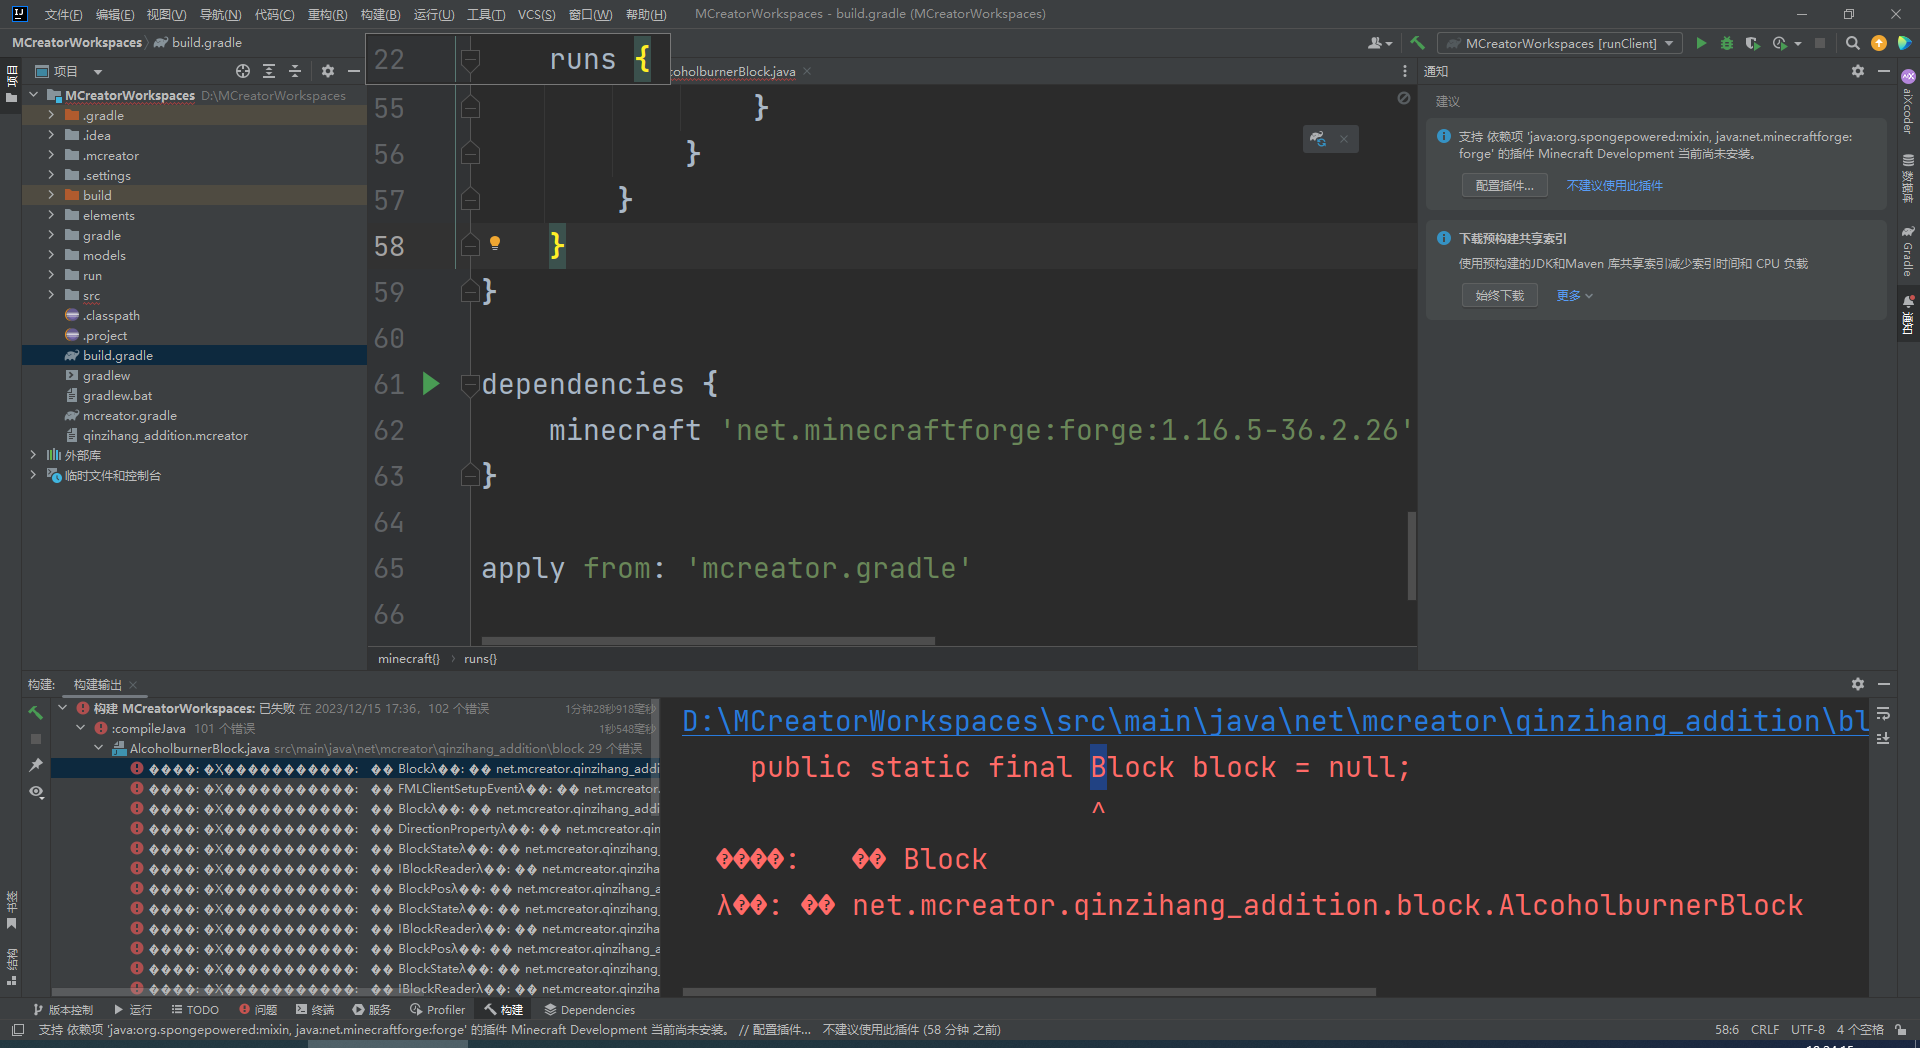 文件(F) 编辑(E) 视图(V) 导航(N) 代码(C) 重构(R) 构建(B) 运行(U) 工具(T) VCS(S) 窗口(W) 帮助(H) MCreatorWorkspaces - build.gradle (MCreatorWorkspaces)
MCreatorWorkspaces build.gradle
MCreatorWorkspaces [runClient]
项目
项目
22 runs {
coholburnerBlock.java
通知
MCreatorWorkspaces D:\MCreatorWorkspaces
.gradle
.idea
.mcreator
.settings
build
elements
gradle
models
run
src
.classpath
.project
build.gradle
gradlew
gradlew.bat
mcreator.gradle
qinzihang_addition.mcreator
外部库
临时文件和控制台
55 }
56 }
57 }
58 }
59 }
60
61 dependencies {
62 minecraft 'net.minecraftforge:forge:1.16.5-36.2.26'
63 }
64
65 apply from: 'mcreator.gradle'
66
minecraft{} runs{}
建议
支持 依赖项 'java:org.spongepowered:mixin, java:net.minecraftforge:
forge' 的插件 Minecraft Development 当前尚未安装。
配置插件... 不建议使用此插件
下载预构建共享索引
使用预构建的JDK和Maven 库共享索引减少索引时间和 CPU 负载
始终下载 更多
aiXcoder
数据库
Gradle
通知
构建: 构建输出
构建 MCreatorWorkspaces: 已失败 在 2023/12/15 17:36，102 个错误 1分钟28秒918毫秒
:compileJava 101 个错误 1秒548毫秒
AlcoholburnerBlock.java src\main\java\net\mcreator\qinzihang_addition\block 29 个错误
����: �Ҳ�����������: �� Blockλ��: �� net.mcreator.qinzihang_addi
����: �Ҳ�����������: �� FMLClientSetupEventλ��: �� net.mcreator.
����: �Ҳ�����������: �� Blockλ��: �� net.mcreator.qinzihang_addi
����: �Ҳ�����������: �� DirectionPropertyλ��: �� net.mcreator.qin
����: �Ҳ�����������: �� BlockStateλ��: �� net.mcreator.qinzihang_
����: �Ҳ�����������: �� IBlockReaderλ��: �� net.mcreator.qinziha
����: �Ҳ�����������: �� BlockPosλ��: �� net.mcreator.qinzihang_a
����: �Ҳ�����������: �� BlockStateλ��: �� net.mcreator.qinzihang_
����: �Ҳ�����������: �� IBlockReaderλ��: �� net.mcreator.qinziha
����: �Ҳ�����������: �� BlockPosλ��: �� net.mcreator.qinzihang_a
����: �Ҳ�����������: �� BlockStateλ��: �� net.mcreator.qinzihang_
����: �Ҳ�����������: �� IBlockReaderλ��: �� net.mcreator.qinziha
D:\MCreatorWorkspaces\src\main\java\net\mcreator\qinzihang_addition\bl
public static final Block block = null;
^
����: �� Block
λ��: �� net.mcreator.qinzihang_addition.block.AlcoholburnerBlock
书签
结构
版本控制 运行 TODO 问题 终端 服务 Profiler 构建 Dependencies
支持 依赖项 'java:org.spongepowered:mixin, java:net.minecraftforge:forge' 的插件 Minecraft Development 当前尚未安装。 // 配置插件... 不建议使用此插件 (58 分钟 之前)
58:6 CRLF UTF-8 4 个空格